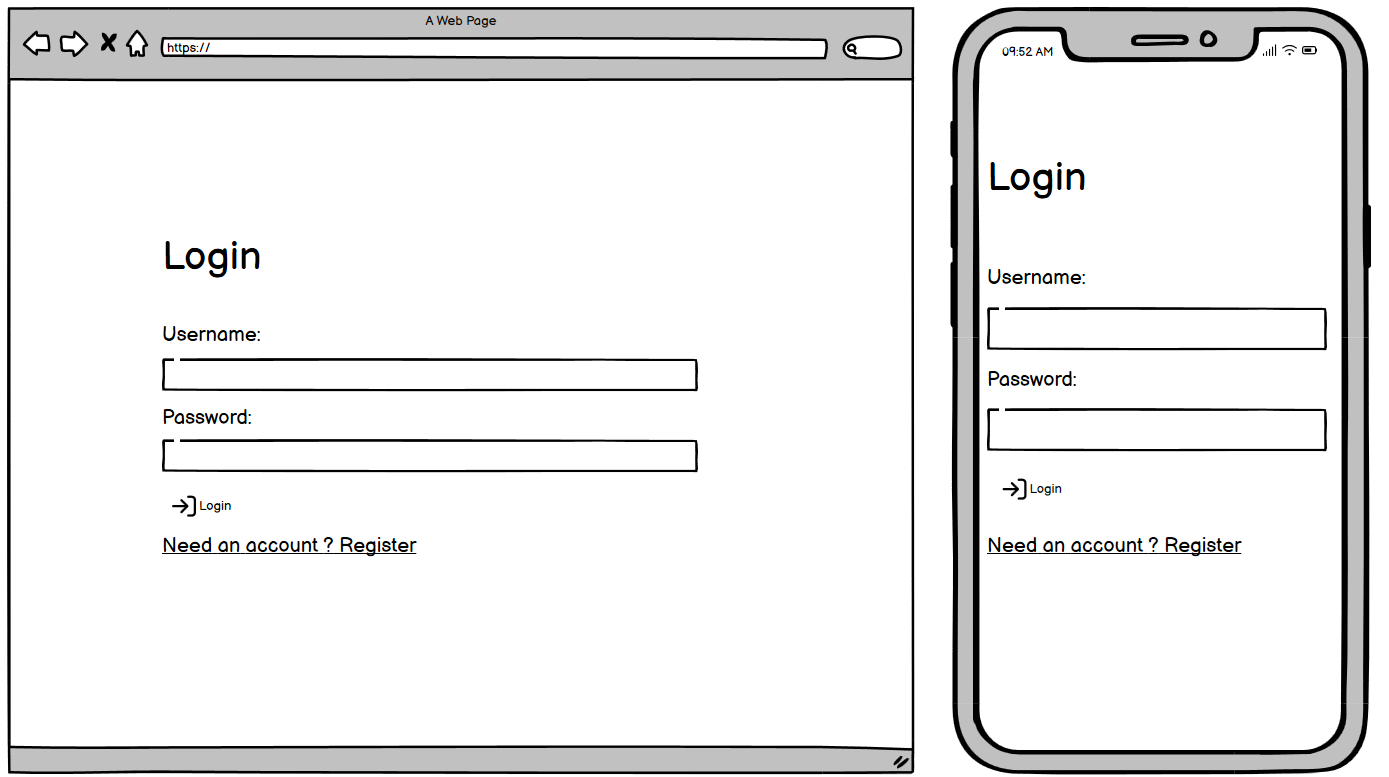 A Web Page
https://
Login
Username:
Password:
Login
Need an account ? Register
09:52 AM
Login
Username:
Password:
Login
Need an account ? Register